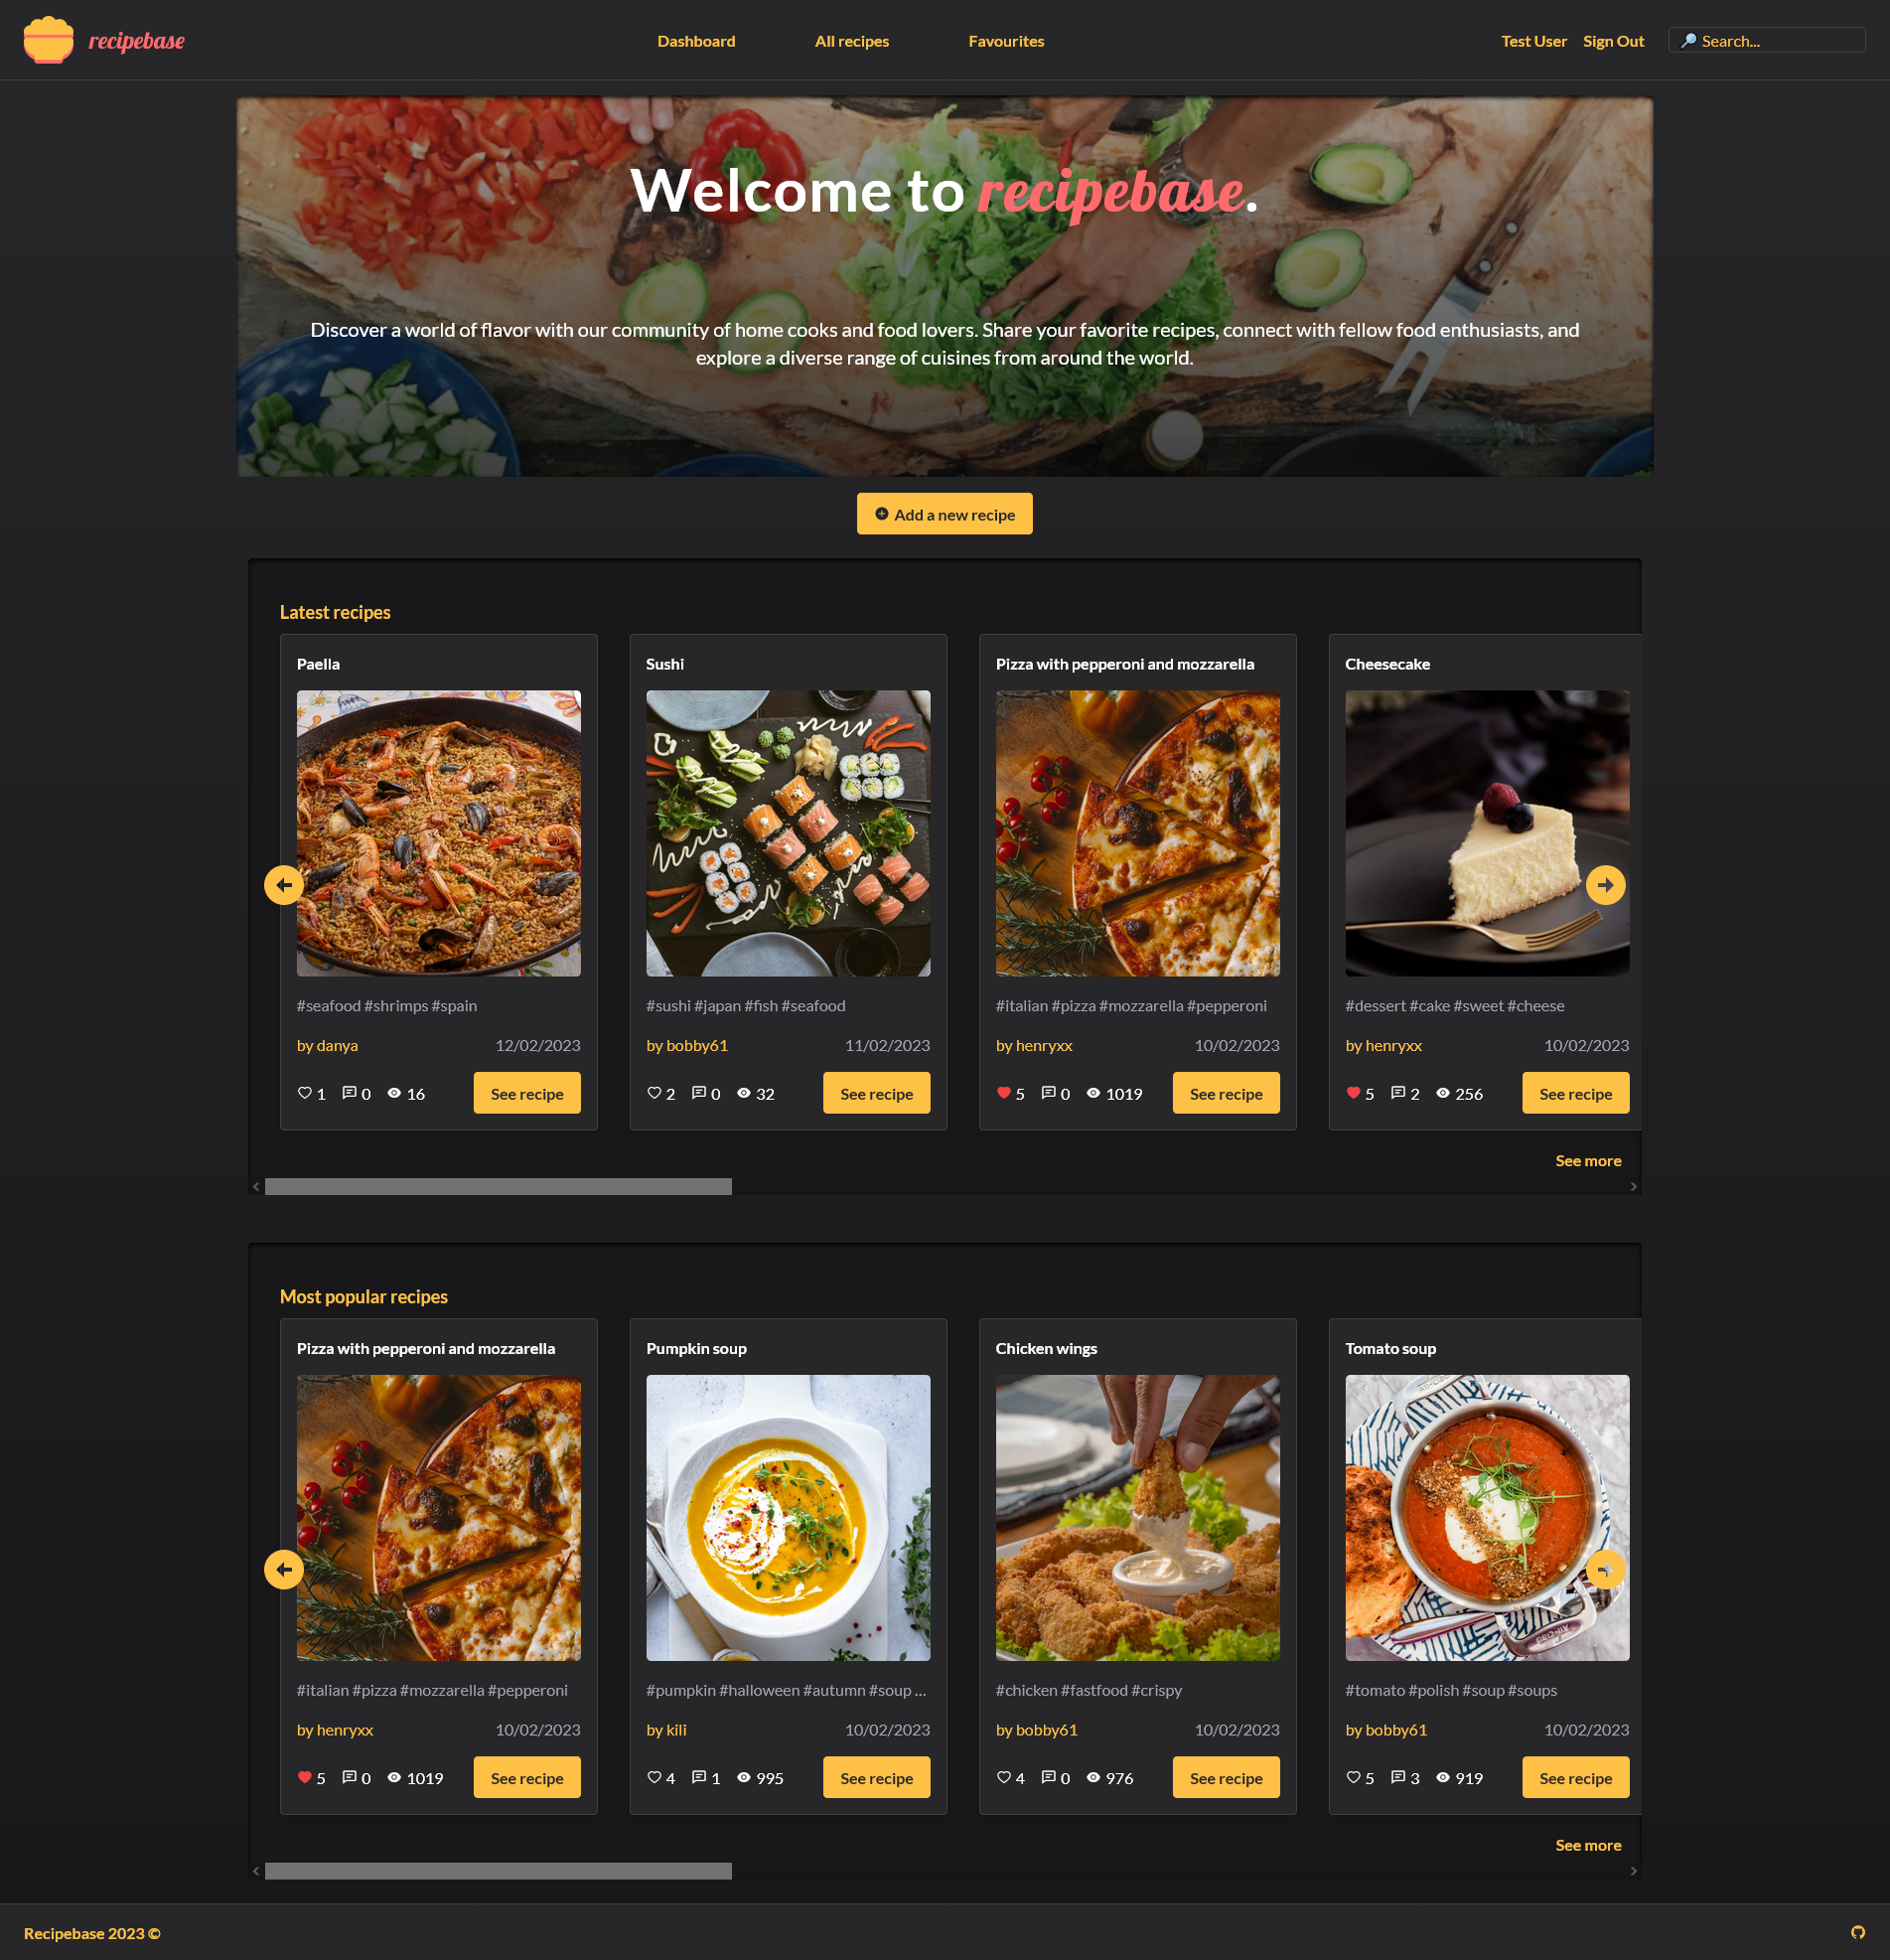 recipebase
Dashboard
All recipes
Favourites
Test User
Sign Out
🔎 Search...
Welcome to recipebase.
Discover a world of flavor with our community of home cooks and food lovers. Share your favorite recipes, connect with fellow food enthusiasts, and
explore a diverse range of cuisines from around the world.
Add a new recipe
Latest recipes
Paella
#seafood #shrimps #spain
by danya 12/02/2023
1 0 16 See recipe
Sushi
#sushi #japan #fish #seafood
by bobby61 11/02/2023
2 0 32 See recipe
Pizza with pepperoni and mozzarella
#italian #pizza #mozzarella #pepperoni
by henryxx 10/02/2023
5 0 1019 See recipe
Cheesecake
#dessert #cake #sweet #cheese
by henryxx 10/02/2023
5 2 256 See recipe
See more
Most popular recipes
Pizza with pepperoni and mozzarella
#italian #pizza #mozzarella #pepperoni
by henryxx 10/02/2023
5 0 1019 See recipe
Pumpkin soup
#pumpkin #halloween #autumn #soup ...
by kili 10/02/2023
4 1 995 See recipe
Chicken wings
#chicken #fastfood #crispy
by bobby61 10/02/2023
4 0 976 See recipe
Tomato soup
All-Clad
#tomato #polish #soup #soups
by bobby61 10/02/2023
5 3 919 See recipe
See more
Recipebase 2023 ©